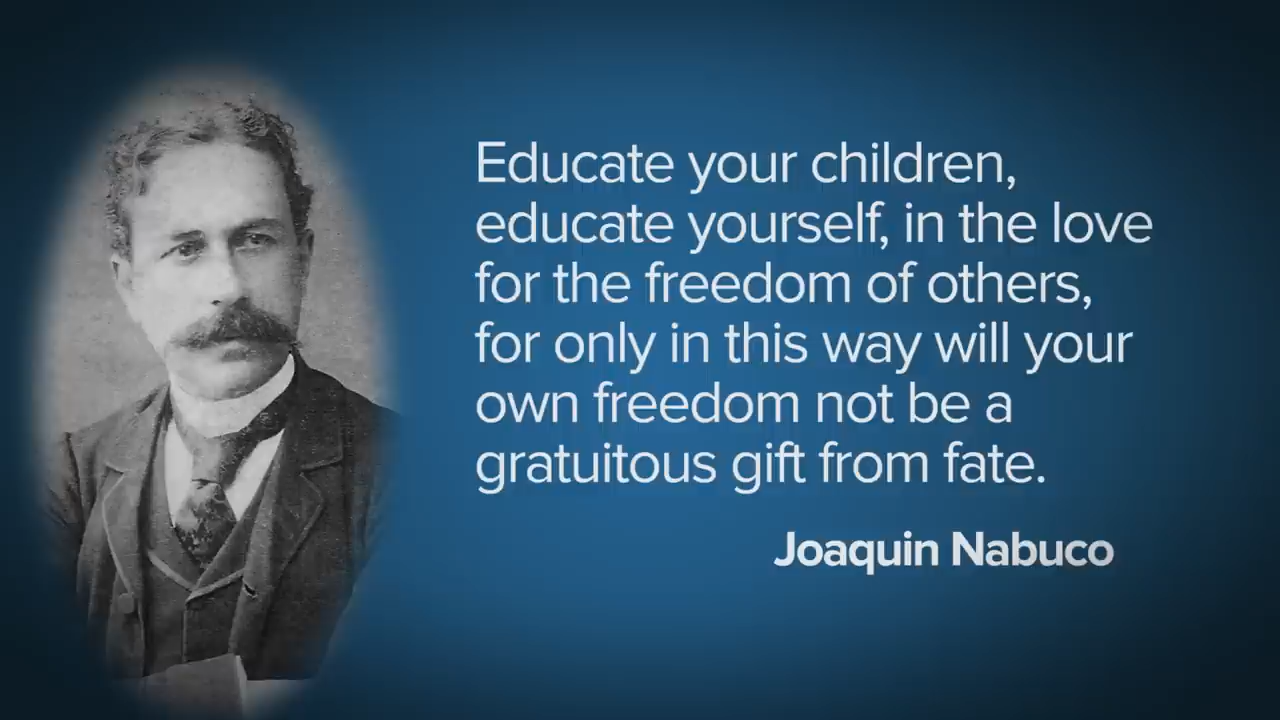 Educate your children,
educate yourself, in the love
for the freedom of others,
for only in this way will your
own freedom not be a
gratuitous gift from fate.
Joaquin Nabuco